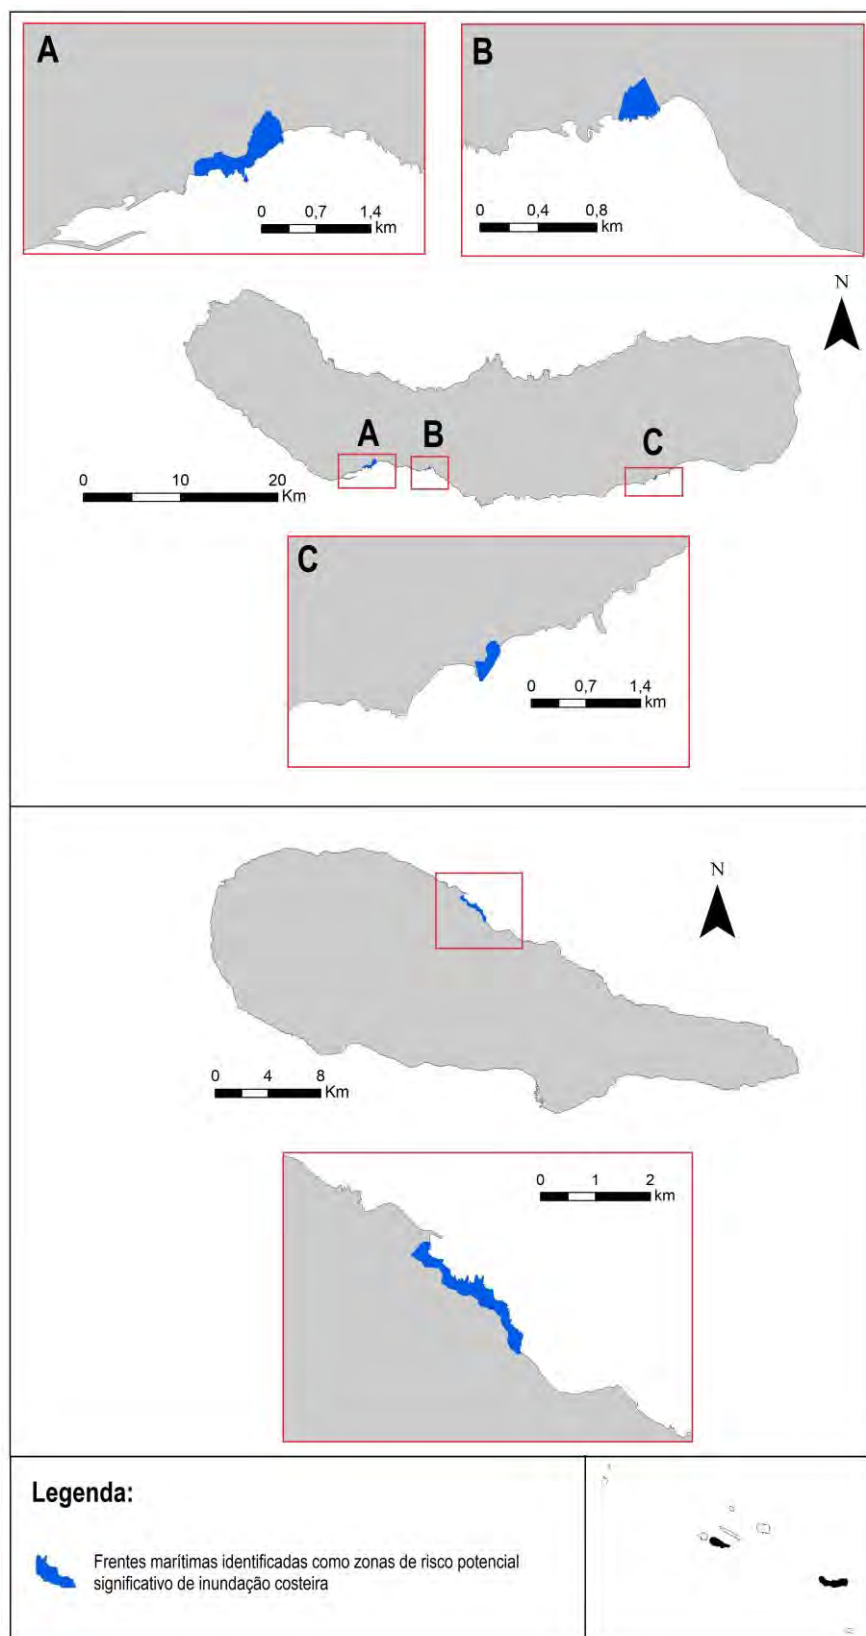 A
0 0,7 1,4
km
B
0 0,4 0,8
km
N
A
B
C
0 10 20
Km
C
0 0,7 1,4
km
N
0 4 8
Km
0 1 2
km
Legenda:
Frentes marítimas identificadas como zonas de risco potencial
significativo de inundação costeira